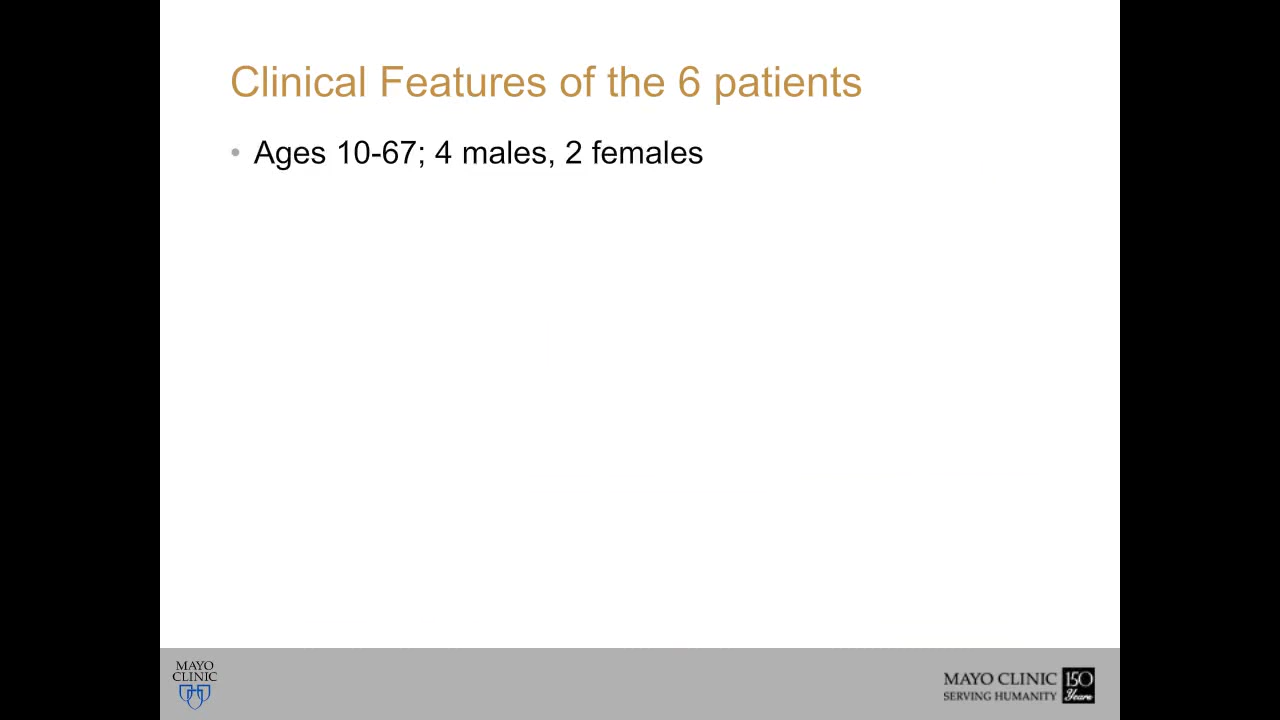 Clinical Features of the 6 patients
• Ages 10-67; 4 males, 2 females
MAYO
CLINIC
MAYO CLINIC
SERVING HUMANITY
150
Years